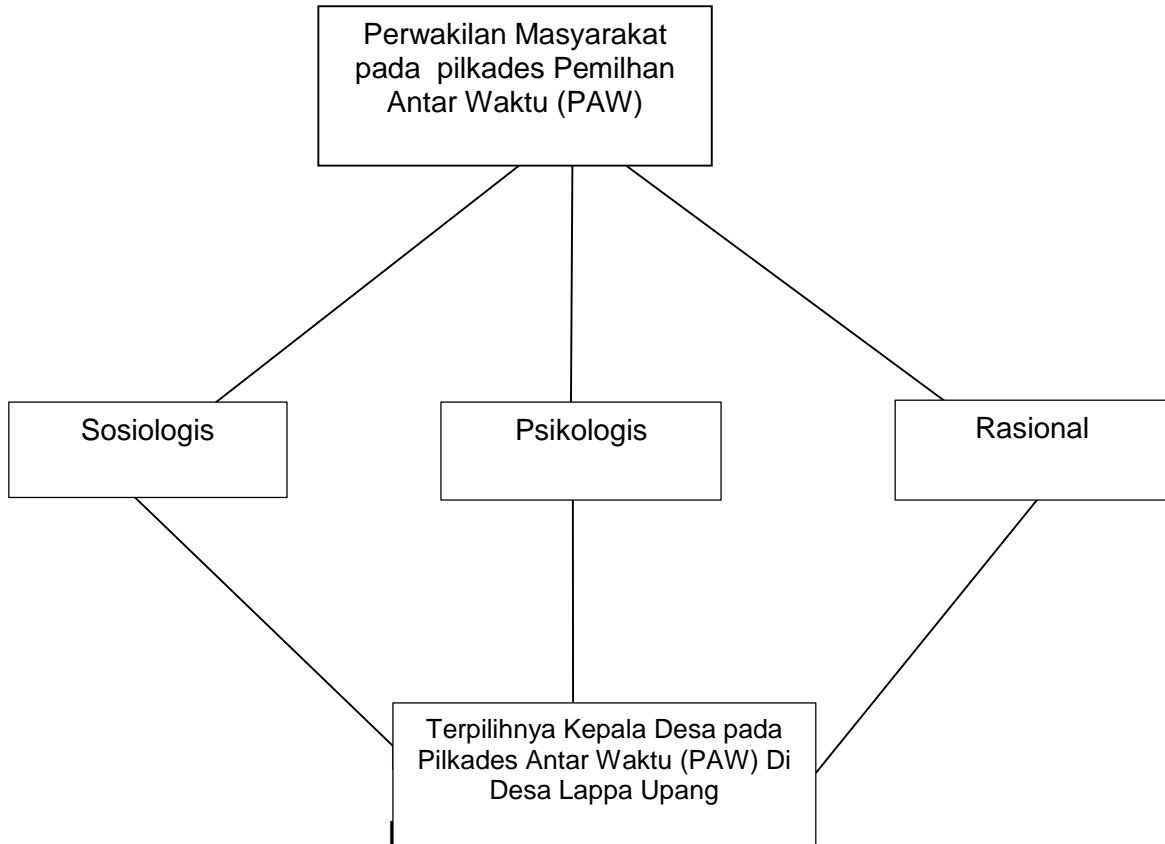 Perwakilan Masyarakat
pada pilkades Pemilhan
Antar Waktu (PAW)
Sosiologis
Psikologis
Rasional
Terpilihnya Kepala Desa pada
Pilkades Antar Waktu (PAW) Di
Desa Lappa Upang